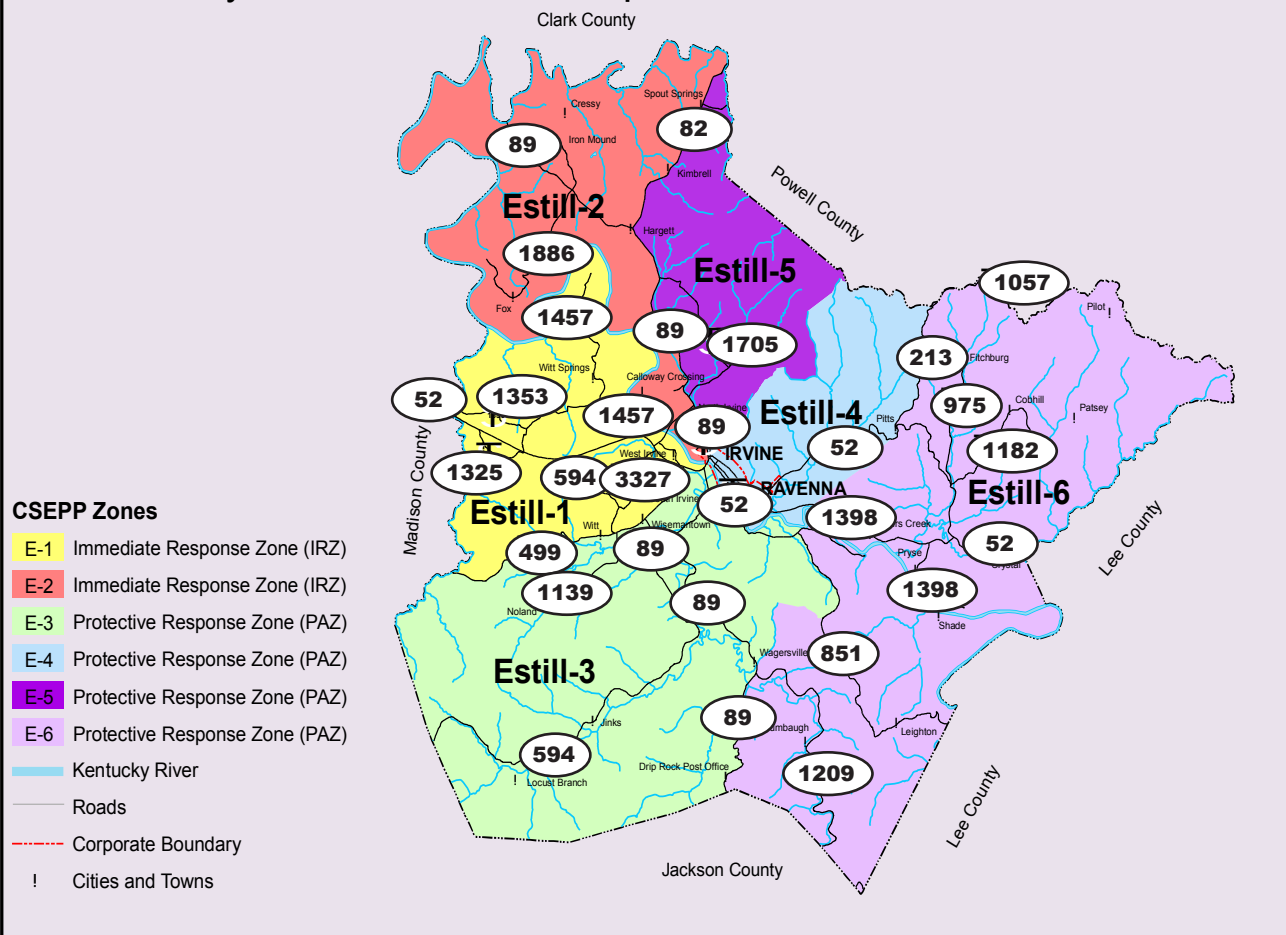 Clark County
Spout Springs
Cressy
82
89
Iron Mound
Kimbrell
Powell County
Estill-2
Hargett
1886
Estill-5
1057
Fox
1457
Pilot
89
1705
213
Fitchburg
Witt Springs
Calloway Crossing
52
1353
1457
975
Cobhill
Patsey
Estill-4
Pitts
89
Madison County
52
1182
West Irvine
IRVINE
1325
594
3327
RAVENNA
Estill-6
52
CSEPP Zones
Estill-1
Witt
Wisemantown
1398
Lee County
E-1 Immediate Response Zone (IRZ)
499
89
Pryse
52
E-2 Immediate Response Zone (IRZ)
1139
89
1398
Noland
E-3 Protective Response Zone (PAZ)
Shade
E-4 Protective Response Zone (PAZ)
Estill-3
Wagersville
851
E-5 Protective Response Zone (PAZ)
Jinks
89
Leighton
E-6 Protective Response Zone (PAZ)
594
Drip Rock Post Office
1209
Kentucky River
Locust Branch
Roads
Lee County
Corporate Boundary
Jackson County
! Cities and Towns